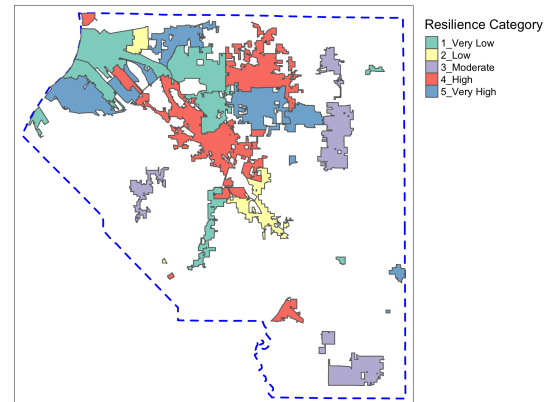 Resilience Category
1_Very Low
2_Low
3_Moderate
4_High
5_Very High